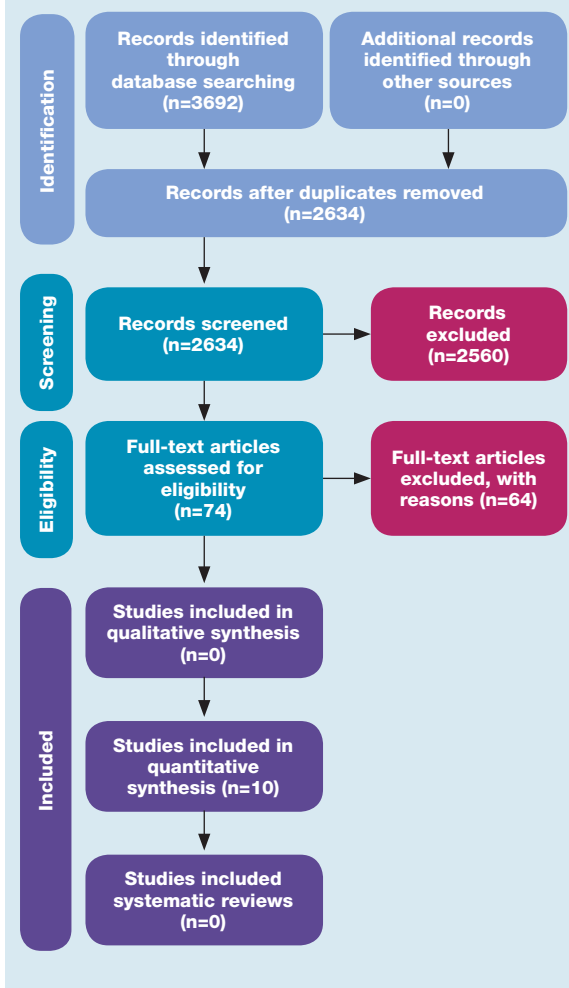 Identification
Records identified
through
database searching
(n=3692)
Additional records
identified through
other sources
(n=0)
Records after duplicates removed
(n=2634)
Screening
Records screened
(n=2634)
Records
excluded
(n=2560)
Eligibility
Full-text articles
assessed for
eligibility
(n=74)
Full-text articles
excluded, with
reasons (n=64)
Included
Studies included in
qualitative synthesis
(n=0)
Studies included in
quantitative
synthesis (n=10)
Studies included
systematic reviews
(n=0)